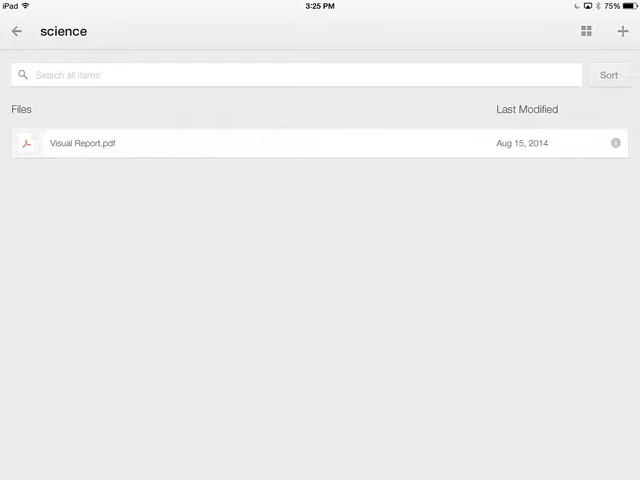 iPad 3:25 PM 75%
science
Search all items Sort
Files Last Modified
Visual Report.pdf Aug 15, 2014